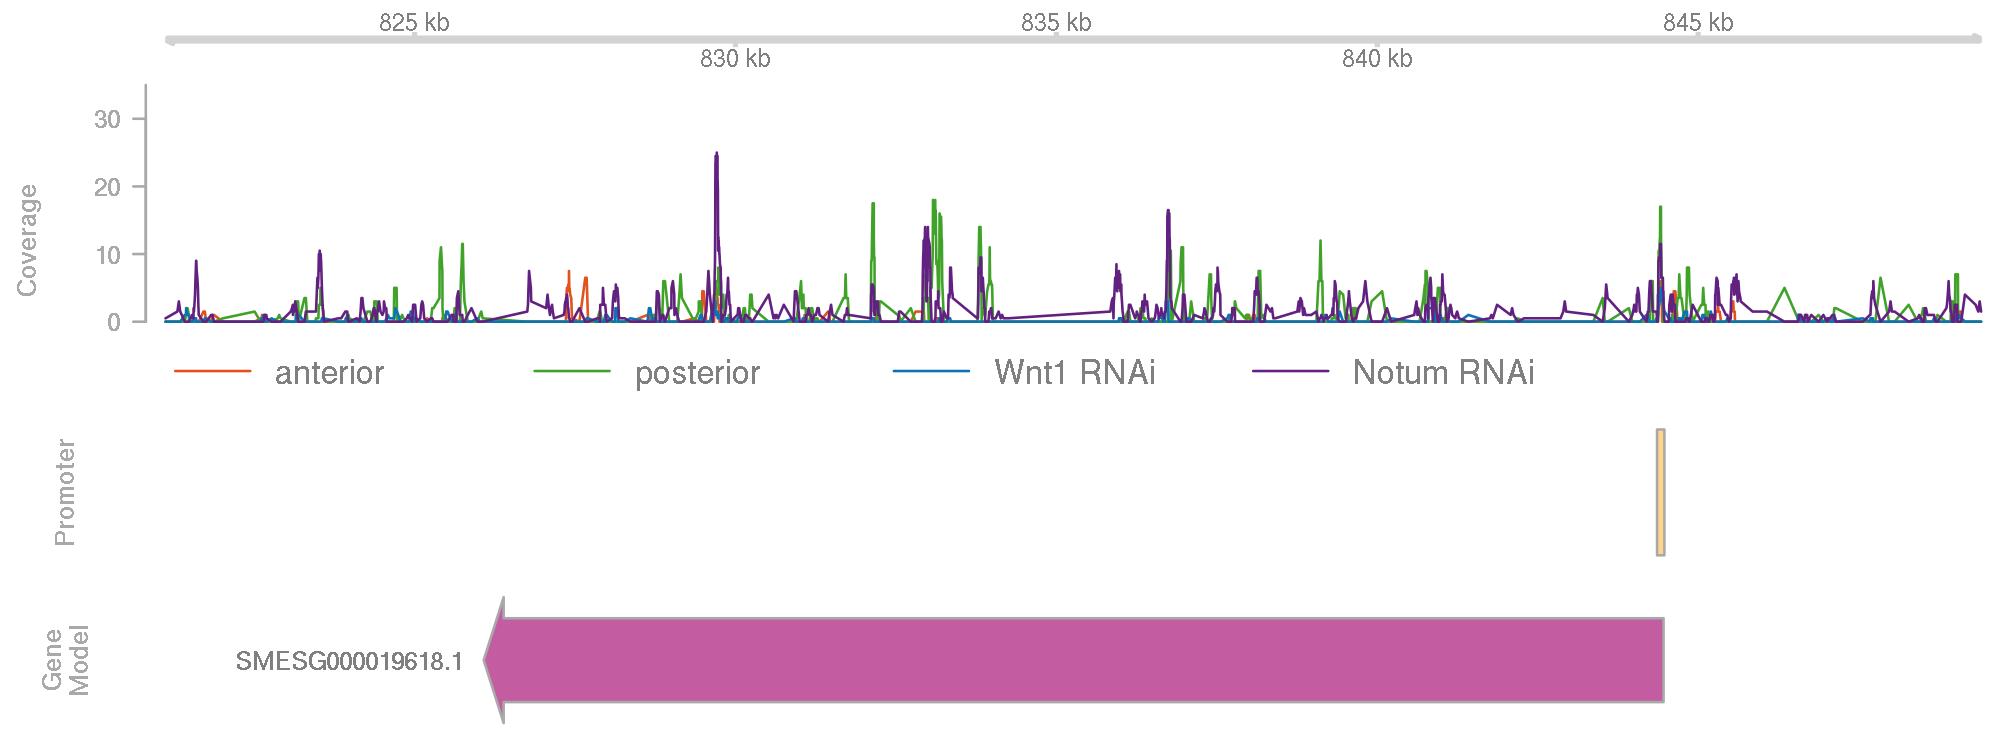 825 kb 835 kb 845 kb
830 kb 840 kb
Coverage
30
20
10
0
anterior posterior Wnt1 RNAi Notum RNAi
Promoter
Gene
Model
SMESG000019618.1